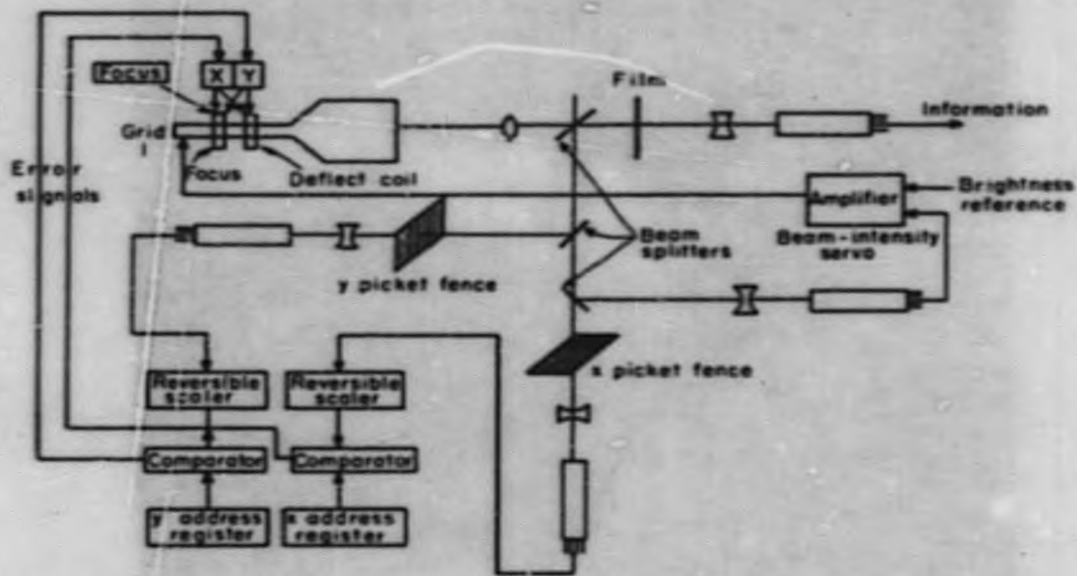 Focus
X Y
Film
Information
Grid
1
Focus
Deflect coil
Error
signals
Amplifier
Brightness
reference
Beam-intensity
servo
Beam
splitters
y picket fence
x picket fence
Reversible
scaler
Reversible
scaler
Comparator
Comparator
y address
register
x address
register